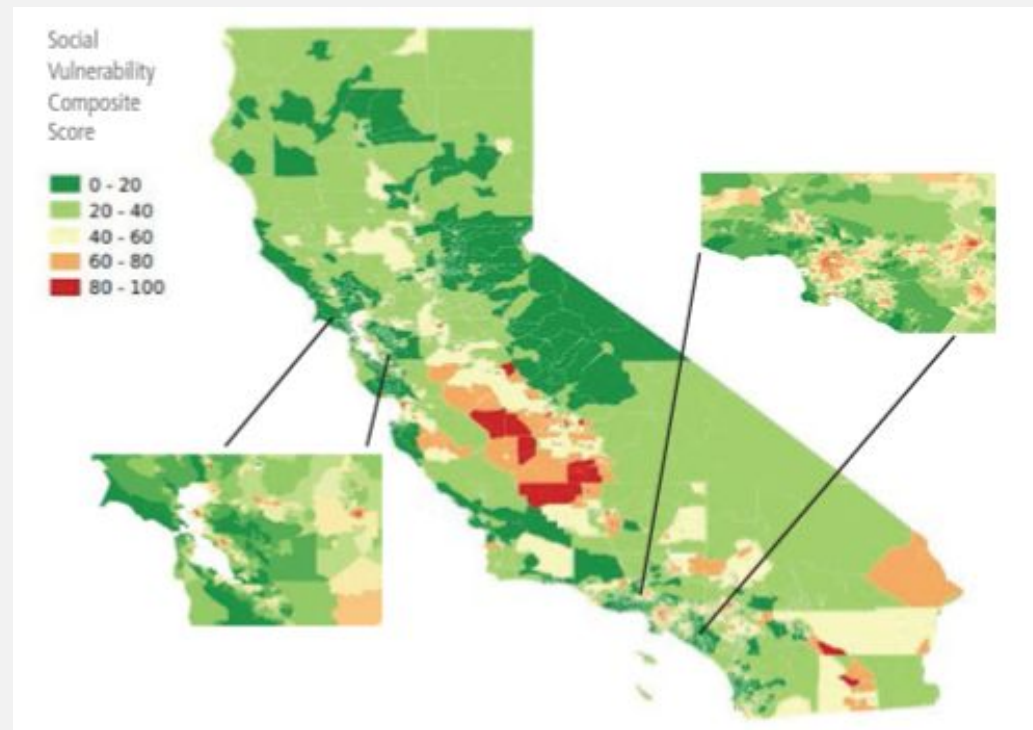 Social
Vulnerability
Composite
Score
0 - 20
20 - 40
40 - 60
60 - 80
80 - 100